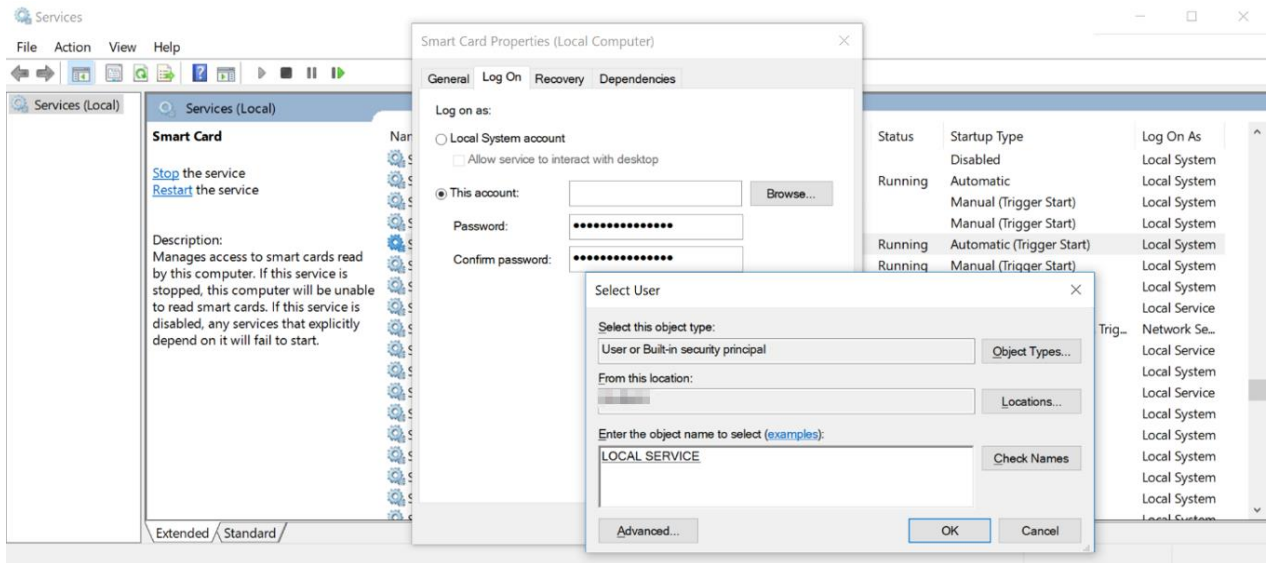 Services
File Action View Help
Services (Local)
Services (Local)
Smart Card
Stop the service
Restart the service
Description:
Manages access to smart cards read
by this computer. If this service is
stopped, this computer will be unable
to read smart cards. If this service is
disabled, any services that explicitly
depend on it will fail to start.
Extended Standard
Smart Card Properties (Local Computer)
General Log On Recovery Dependencies
Log on as:
Local System account
Allow service to interact with desktop
This account: Browse...
Password: •••••••••••••••
Confirm password: •••••••••••••••
Select User
Select this object type:
User or Built-in security principal Object Types...
From this location:
Locations...
Enter the object name to select (examples):
LOCAL SERVICE Check Names
Advanced... OK Cancel
Status Startup Type Log On As
Disabled Local System
Running Automatic Local System
Manual (Trigger Start) Local System
Manual (Trigger Start) Local System
Running Automatic (Trigger Start) Local System
Running Manual (Trigger Start) Local System
Local System
Local Service
Trig... Network Se...
Local Service
Local System
Local Service
Local System
Local System
Local System
Local System
Local System
Local System